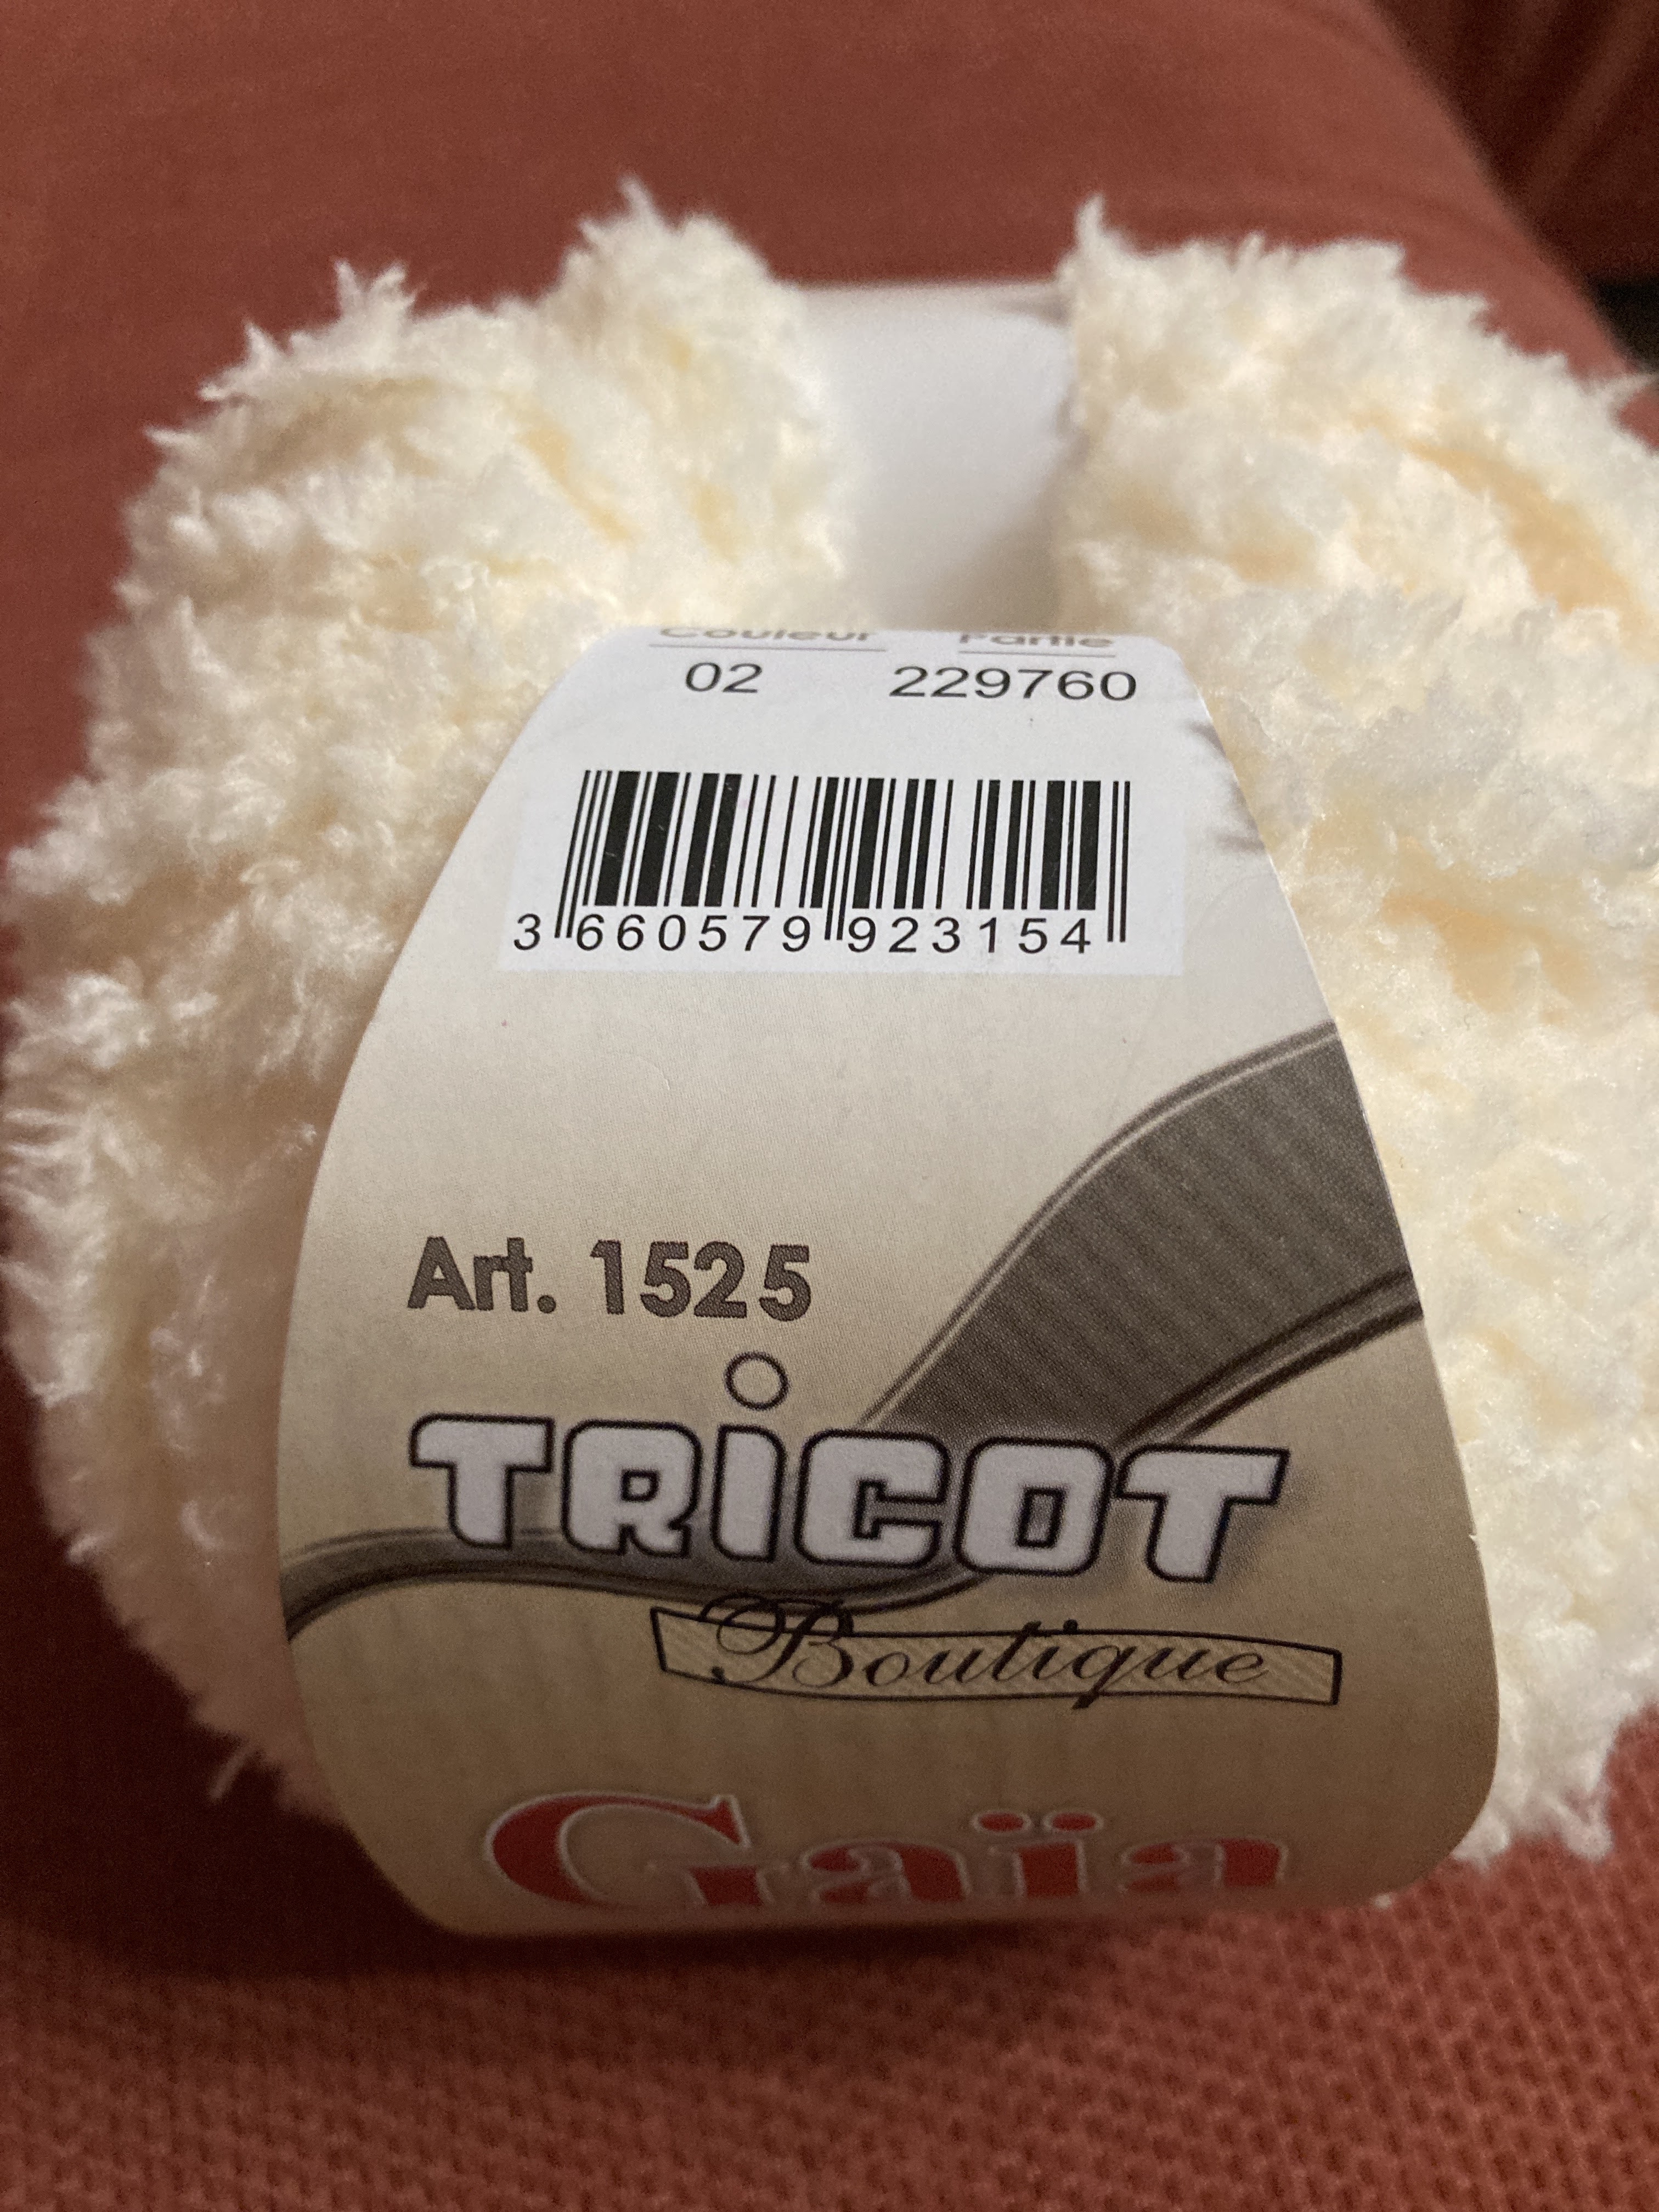 Couleur Partie
02 229760
3 660579 923154
Art. 1525
TRiCOT
Boutique
Gaïa